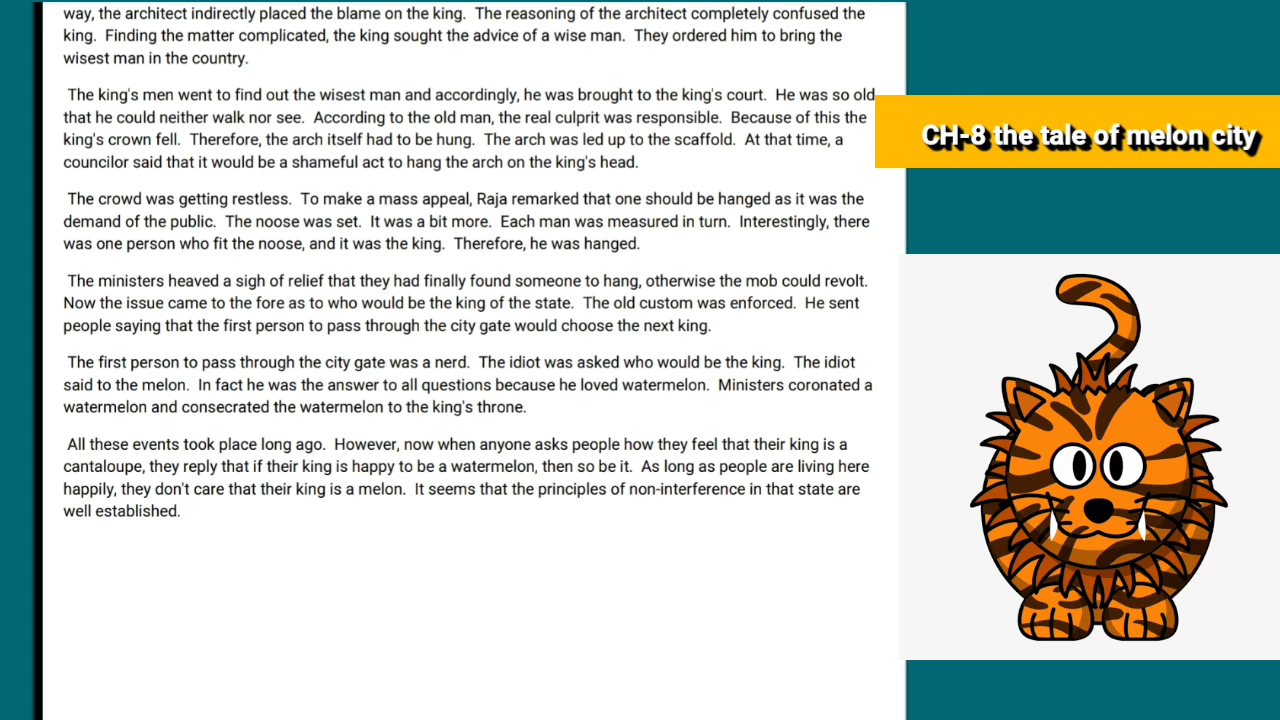 way, the architect indirectly placed the blame on the king. The reasoning of the architect completely confused the
king. Finding the matter complicated, the king sought the advice of a wise man. They ordered him to bring the
wisest man in the country.
The king's men went to find out the wisest man and accordingly, he was brought to the king's court. He was so old
that he could neither walk nor see. According to the old man, the real culprit was responsible. Because of this the
king's crown fell. Therefore, the arch itself had to be hung. The arch was led up to the scaffold. At that time, a
councilor said that it would be a shameful act to hang the arch on the king's head.
The crowd was getting restless. To make a mass appeal, Raja remarked that one should be hanged as it was the
demand of the public. The noose was set. It was a bit more. Each man was measured in turn. Interestingly, there
was one person who fit the noose, and it was the king. Therefore, he was hanged.
The ministers heaved a sigh of relief that they had finally found someone to hang, otherwise the mob could revolt.
Now the issue came to the fore as to who would be the king of the state. The old custom was enforced. He sent
people saying that the first person to pass through the city gate would choose the next king.
The first person to pass through the city gate was a nerd. The idiot was asked who would be the king. The idiot
said to the melon. In fact he was the answer to all questions because he loved watermelon. Ministers coronated a
watermelon and consecrated the watermelon to the king's throne.
All these events took place long ago. However, now when anyone asks people how they feel that their king is a
cantaloupe, they reply that if their king is happy to be a watermelon, then so be it. As long as people are living here
happily, they don't care that their king is a melon. It seems that the principles of non-interference in that state are
well established.
CH-8 the tale of melon city